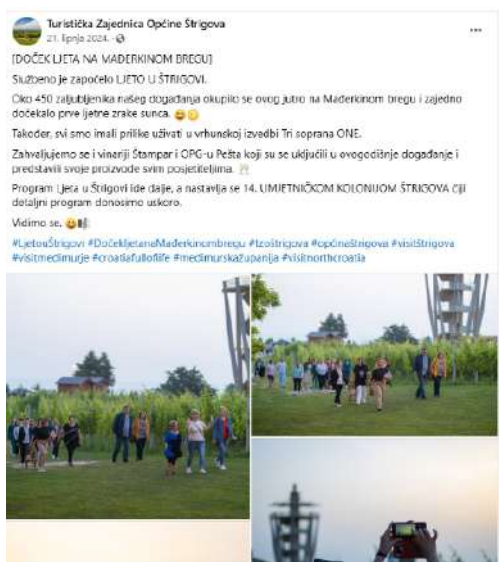 Turistička Zajednica Općine Štrigova
21. lipnja 2024.
[DOČEK LJETA NA MAĐERKINOM BREGU]
Službeno je započelo LJETO U ŠTRIGOVI.
Oko 450 zaljubljenika našeg događanja okupilo se ovog jutro na Mađerkinom bregu i zajedno
dočekalo prve ljetne zrake sunca. 😀😊
Također, svi smo imali prilike uživati u vrhunskoj izvedbi Tri soprana ONE.
Zahvaljujemo se i vinariji Štampar i OPG-u Pešta koji su se uključili u ovogodišnje događanje i
predstavili svoje proizvode svim posjetiteljima. 🥂
Program Ljeta u Štrigovi ide dalje, a nastavlja se 14. UMJETNIČKOM KOLONIJOM ŠTRIGOVA čiji
detaljni program donosimo uskoro.
Vidimo se.
#LjetouŠtrigovi #DočekljetanaMađerkinombregu #tzoštrigova #općinaštrigova #visitštrigova
#visitmedimurje #croatiafulloflife #međimurskažupanija #visitnorthcroatia